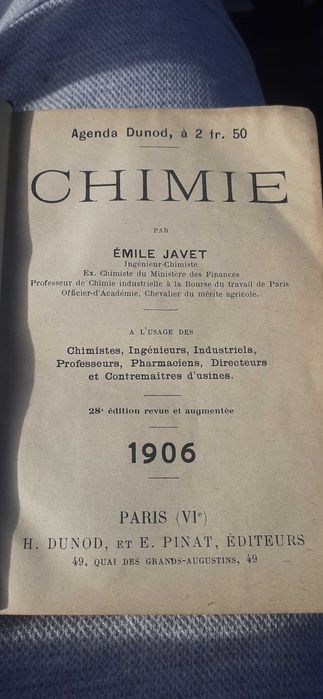 Agenda Dunod, à 2 fr. 50
CHIMIE
PAR
ÉMILE JAVET
Ingénieur-Chimiste
Ex. Chimiste du Ministère des Finances
Professeur de Chimie industrielle à la Bourse du travail de Paris
Officier-d'Académie, Chevalier du mérite agricole.
A L'USAGE DES
Chimistes, Ingénieurs, Industriels,
Professeurs, Pharmaciens, Directeurs
et Contremaîtres d'usines.
28e édition revue et augmentée
1906
PARIS (VIe)
H. DUNOD, ET E. PINAT, ÉDITEURS
49, QUAI DES GRANDS-AUGUSTINS, 49